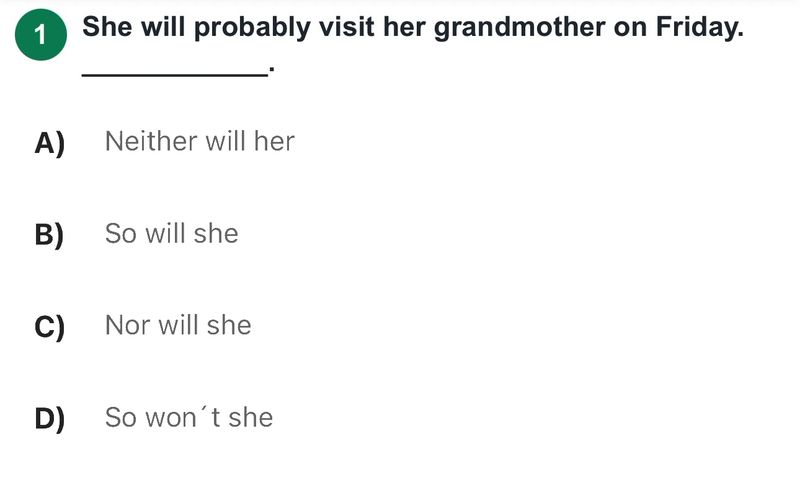 1 She will probably visit her grandmother on Friday.
____________.
A) Neither will her
B) So will she
C) Nor will she
D) So won´t she